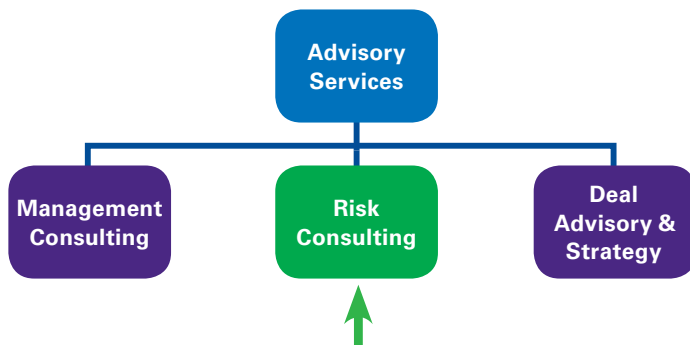 Advisory
Services
Management
Consulting
Risk
Consulting
Deal
Advisory &
Strategy